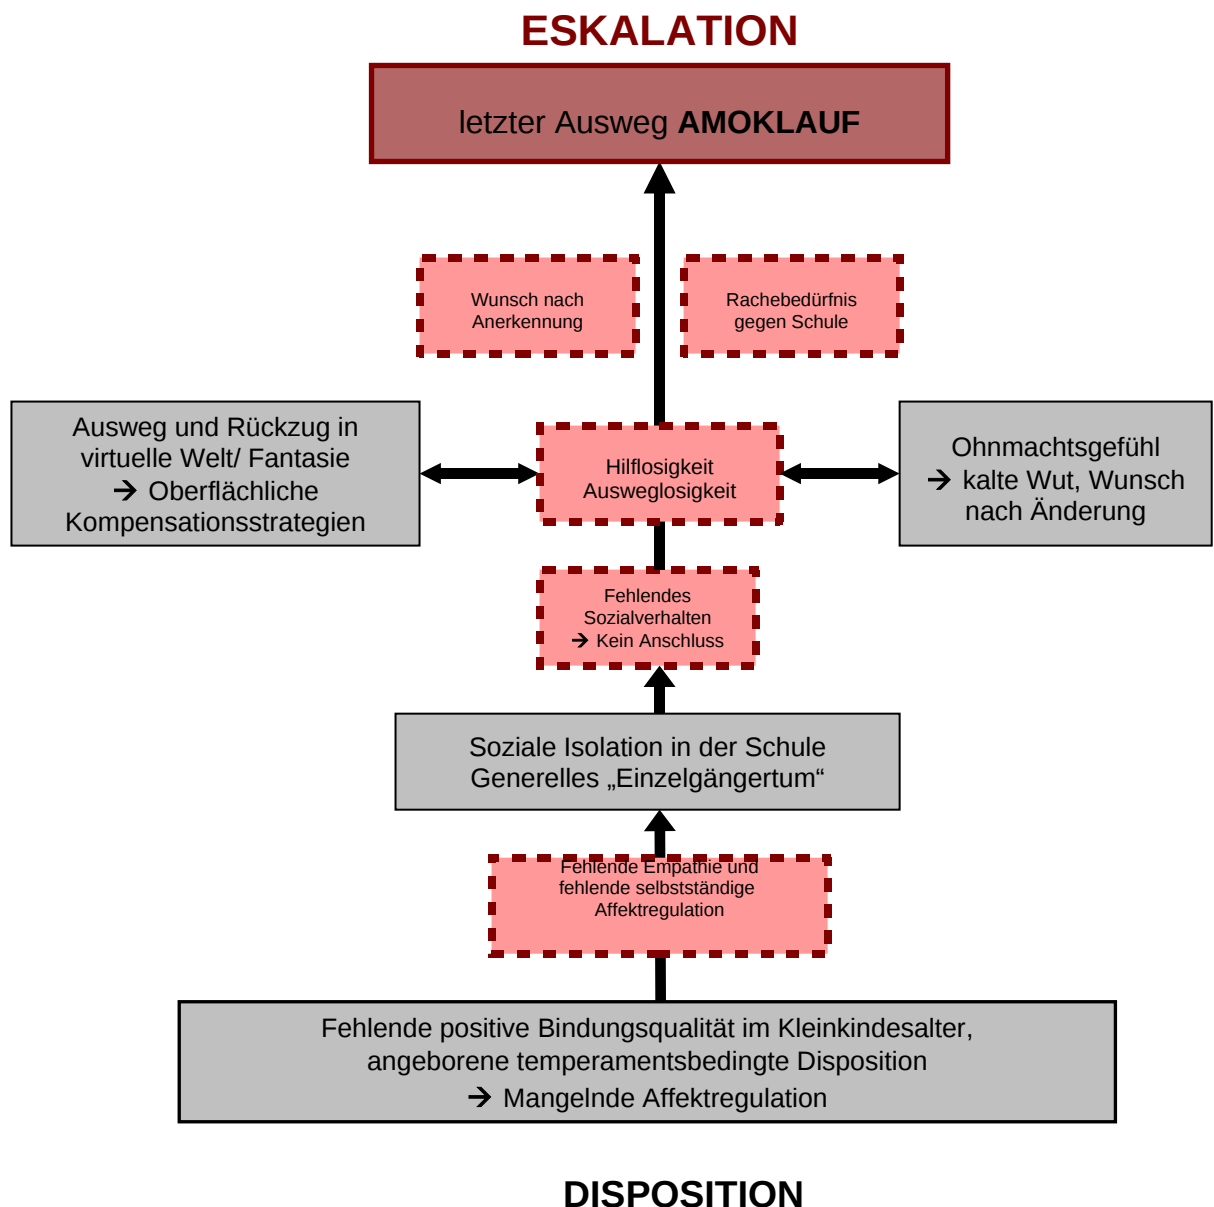 ESKALATION
letzter Ausweg AMOKLAUF
Wunsch nach
Anerkennung
Rachebedürfnis
gegen Schule
Ausweg und Rückzug in
virtuelle Welt/ Fantasie
→ Oberflächliche
Kompensationsstrategien
Hilflosigkeit
Ausweglosigkeit
Ohnmachtsgefühl
→ kalte Wut, Wunsch
nach Änderung
Fehlendes
Sozialverhalten
→ Kein Anschluss
Soziale Isolation in der Schule
Generelles „Einzelgängertum“
Fehlende Empathie und
fehlende selbstständige
Affektregulation
Fehlende positive Bindungsqualität im Kleinkindesalter,
angeborene temperamentsbedingte Disposition
→ Mangelnde Affektregulation
DISPOSITION